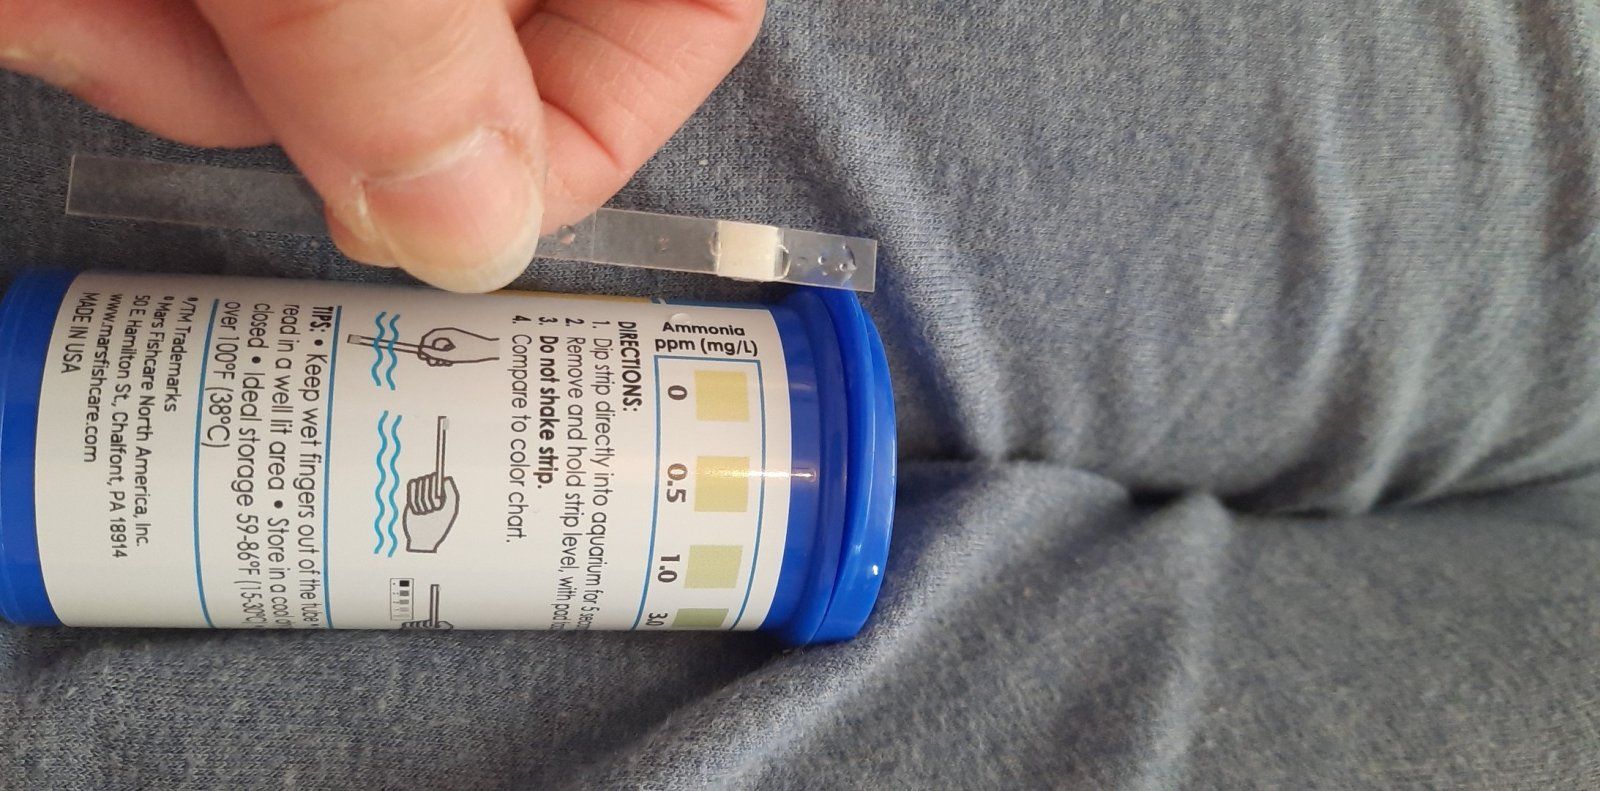 Ammonia
ppm (mg/L)
0
0.5
1.0
3.0
DIRECTIONS:
1. Dip strip directly into aquarium for 5
2. Remove and hold strip level, with pad
3. Do not shake strip.
4. Compare to color chart.
TIPS: • Keep wet fingers out of the tube
read in a well lit area • Store in a cool
closed • Ideal storage 59-86°F (15-30°C)
over 100°F (38°C)
®/TM Trademarks
© Mars Fishcare North America, Inc.
50 E. Hamilton St., Chalfont, PA 18914
www.marsfishcare.com
MADE IN USA